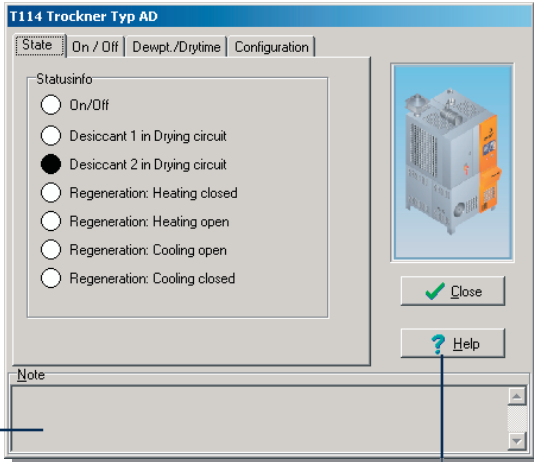 T114 Trockner Typ AD
State On / Off Dewpt./Drytime Configuration
Statusinfo
On/Off
Desiccant 1 in Drying circuit
Desiccant 2 in Drying circuit
Regeneration: Heating closed
Regeneration: Heating open
Regeneration: Cooling open
Regeneration: Cooling closed
Close
Help
Note